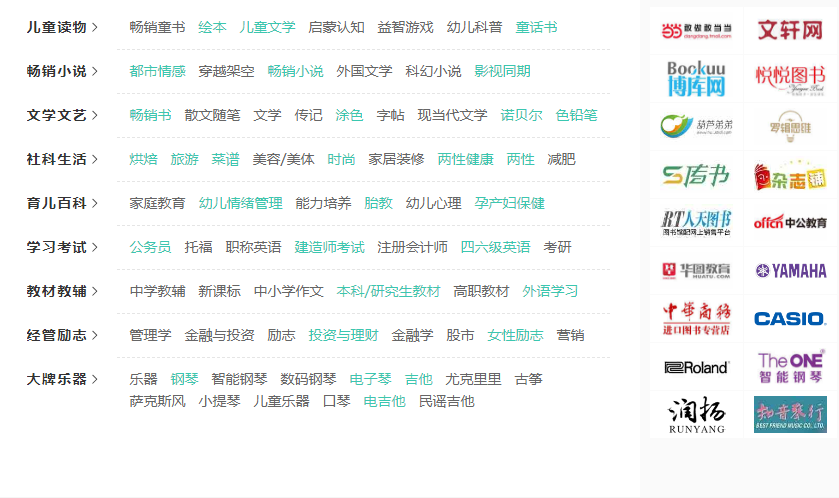 儿童读物 > 畅销童书 绘本 儿童文学 启蒙认知 益智游戏 幼儿科普 童话书
畅销小说 > 都市情感 穿越架空 畅销小说 外国文学 科幻小说 影视同期
文学文艺 > 畅销书 散文随笔 文学 传记 涂色 字帖 现当代文学 诺贝尔 色铅笔
社科生活 > 烘焙 旅游 菜谱 美容/美体 时尚 家居装修 两性健康 两性 减肥
育儿百科 > 家庭教育 幼儿情绪管理 能力培养 胎教 幼儿心理 孕产妇保健
学习考试 > 公务员 托福 职称英语 建造师考试 注册会计师 四六级英语 考研
教材教辅 > 中学教辅 新课标 中小学作文 本科/研究生教材 高职教材 外语学习
经管励志 > 管理学 金融与投资 励志 投资与理财 金融学 股市 女性励志 营销
大牌乐器 > 乐器 钢琴 智能钢琴 数码钢琴 电子琴 吉他 尤克里里 古筝
萨克斯风 小提琴 儿童乐器 口琴 电吉他 民谣吉他
敢做敢当当
dangdang.tmall.com
文轩网
Bookuu
博库网
悦悦图书
葫芦弟弟
罗辑思维
杂志铺
RT人天图书
图书馆配网上销售平台
offcn中公教育
华图教育
HUATU.COM
YAMAHA
中华商务
进口图书专营店
CASIO
Roland
The ONE
智能钢琴
润扬
RUNYANG
知音琴行
BEST FRIEND MUSIC CO., LTD.